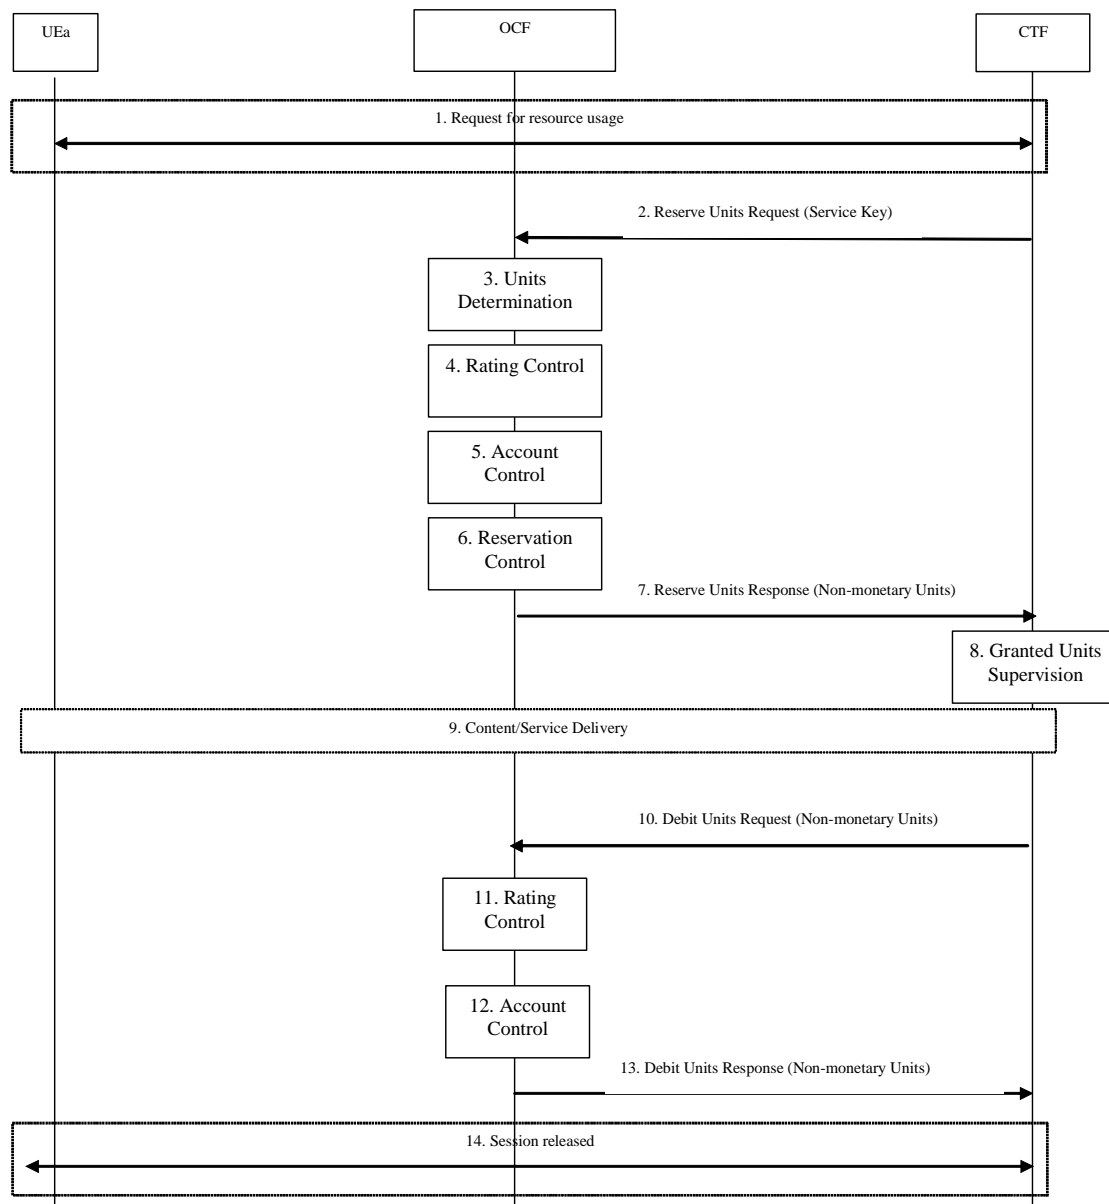 UEa
OCF
CTF
1. Request for resource usage
2. Reserve Units Request (Service Key)
3. Units
Determination
4. Rating Control
5. Account
Control
6. Reservation
Control
7. Reserve Units Response (Non-monetary Units)
8. Granted Units
Supervision
9. Content/Service Delivery
10. Debit Units Request (Non-monetary Units)
11. Rating
Control
12. Account
Control
13. Debit Units Response (Non-monetary Units)
14. Session released